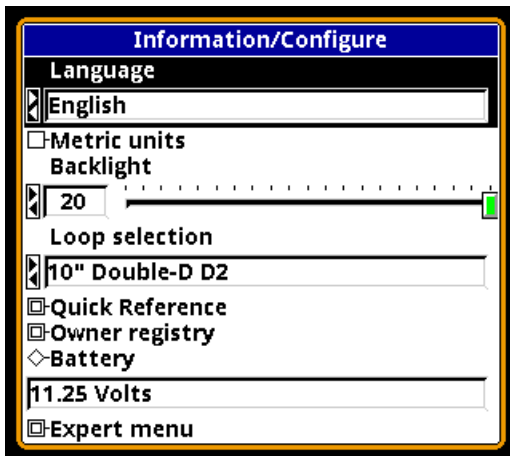 Information/Configure
Language
English
Metric units
Backlight
20
Loop selection
10" Double-D D2
Quick Reference
Owner registry
Battery
11.25 Volts
Expert menu